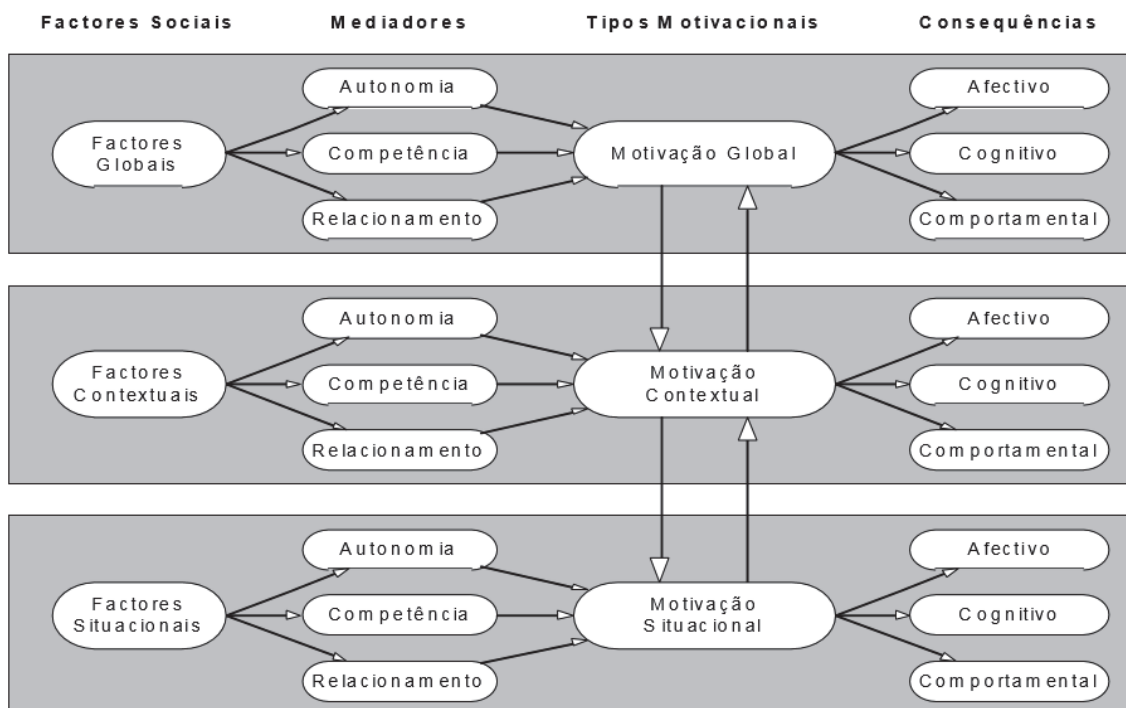 Factores Sociais
Mediadores
Tipos Motivacionais
Consequências
Factores
Globais
Autonomia
Competência
Relacionamento
Motivação Global
Afectivo
Cognitivo
Comportamental
Factores
Contextuais
Autonomia
Competência
Relacionamento
Motivação
Contextual
Afectivo
Cognitivo
Comportamental
Factores
Situacionais
Autonomia
Competência
Relacionamento
Motivação
Situacional
Afectivo
Cognitivo
Comportamental